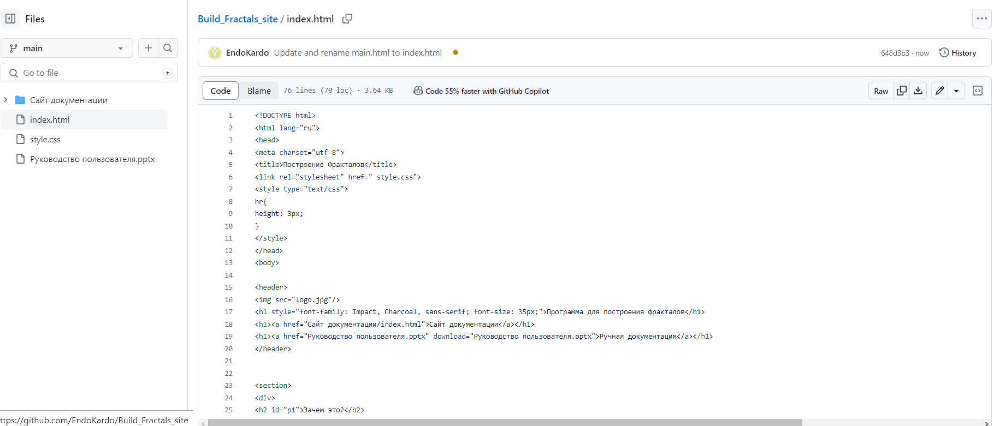 Files
main
Go to file
t
Сайт документации
index.html
style.css
Руководство пользователя.pptx
ttps://github.com/EndoKardo/Build_Fractals_site
Build_Fractals_site / index.html
EndoKardo Update and rename main.html to index.html
648d3b3 · now
History
Code Blame 76 lines (70 loc) · 3.64 KB Code 55% faster with GitHub Copilot Raw
1 <!DOCTYPE html>
2 <html lang="ru">
3 <head>
4 <meta charset="utf-8">
5 <title>Построение Фракталов</title>
6 <link rel="stylesheet" href=" style.css">
7 <style type="text/css">
8 hr{
9 height: 3px;
10 }
11 </style>
12 </head>
13 <body>
14
15 <header>
16 <img src="logo.jpg"/>
17 <h1 style="font-family: Impact, Charcoal, sans-serif; font-size: 35px;">Программа для построения фракталов</h1>
18 <h1><a href="Сайт документации/index.html">Сайт документации</a></h1>
19 <h1><a href="Руководство пользователя.pptx" download="Руководство пользователя.pptx">Ручная документация</a></h1>
20 </header>
21
22
23 <section>
24 <div>
25 <h2 id="p1">Зачем это?</h2>